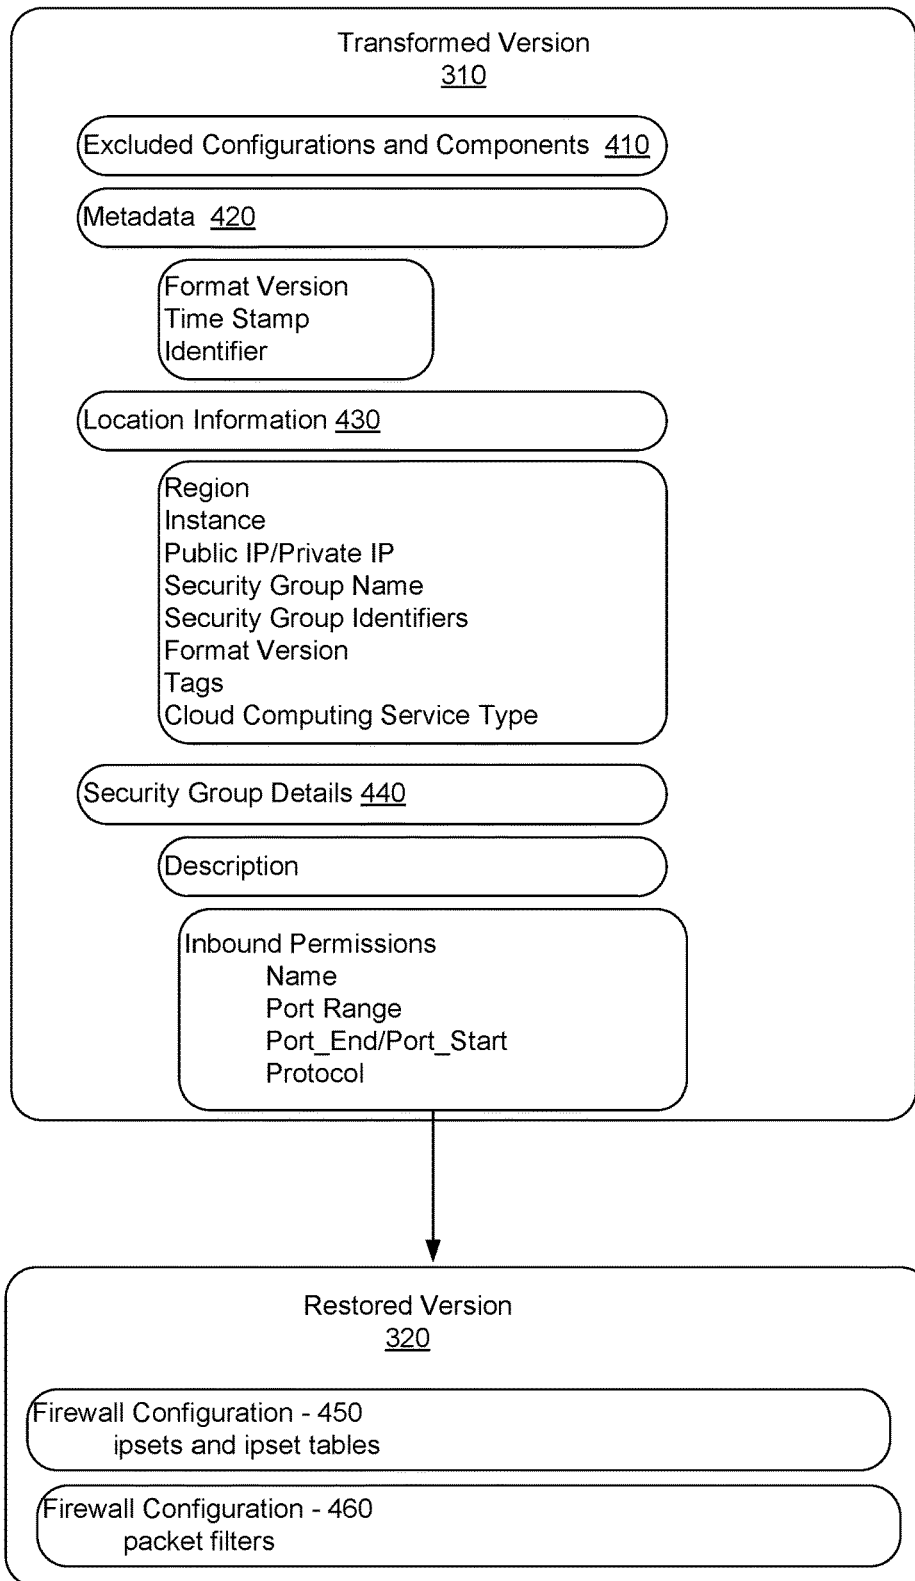 Transformed Version
310
Excluded Configurations and Components 410
Metadata 420
Format Version
Time Stamp
Identifier
Location Information 430
Region
Instance
Public IP/Private IP
Security Group Name
Security Group Identifiers
Format Version
Tags
Cloud Computing Service Type
Security Group Details 440
Description
Inbound Permissions
Name
Port Range
Port_End/Port_Start
Protocol
Restored Version
320
Firewall Configuration - 450
ipsets and ipset tables
Firewall Configuration - 460
packet filters